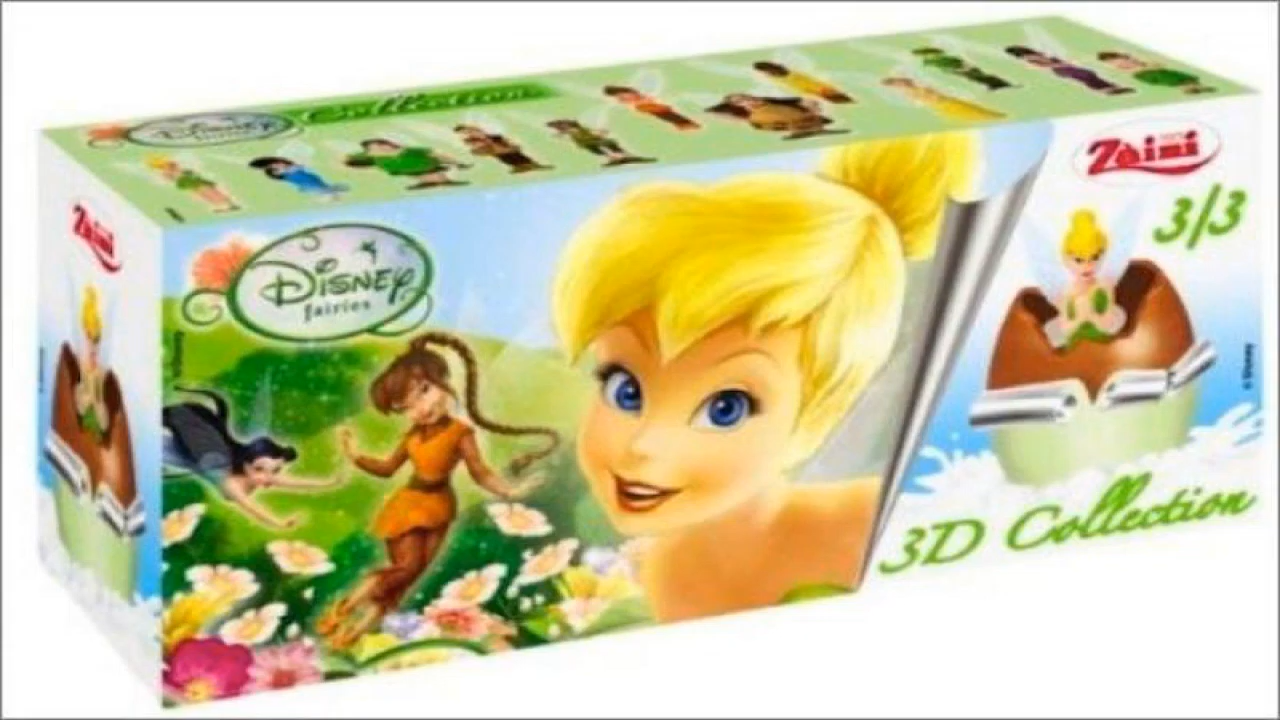 Disney
Collection
Zaini
Zaini
3/3
Disney
fairies
3D Collection